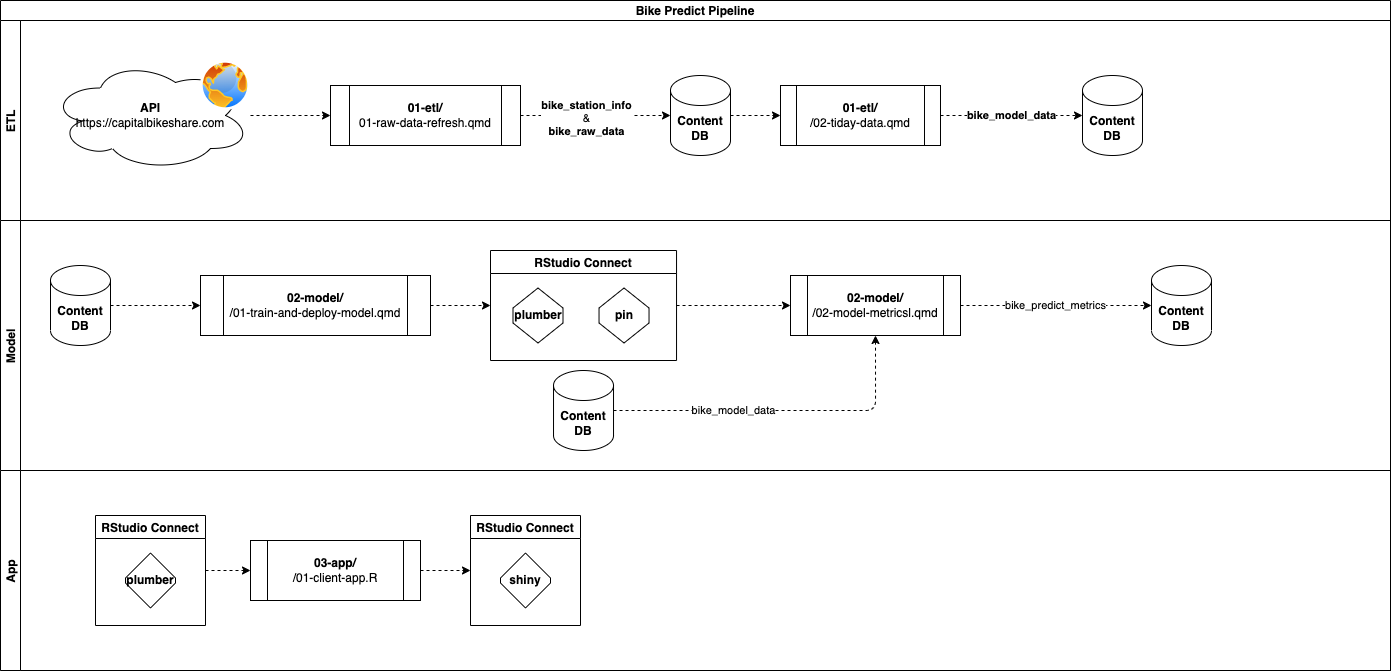 Bike Predict Pipeline
ETL
API
https://capitalbikeshare.com
01-etl/
01-raw-data-refresh.qmd
bike_station_info
&
bike_raw_data
Content
DB
01-etl/
/02-tiday-data.qmd
bike_model_data
Content
DB
Model
Content
DB
02-model/
/01-train-and-deploy-model.qmd
RStudio Connect
plumber
pin
02-model/
/02-model-metricsl.qmd
bike_predict_metrics
Content
DB
Content
DB
bike_model_data
App
RStudio Connect
plumber
03-app/
/01-client-app.R
RStudio Connect
shiny